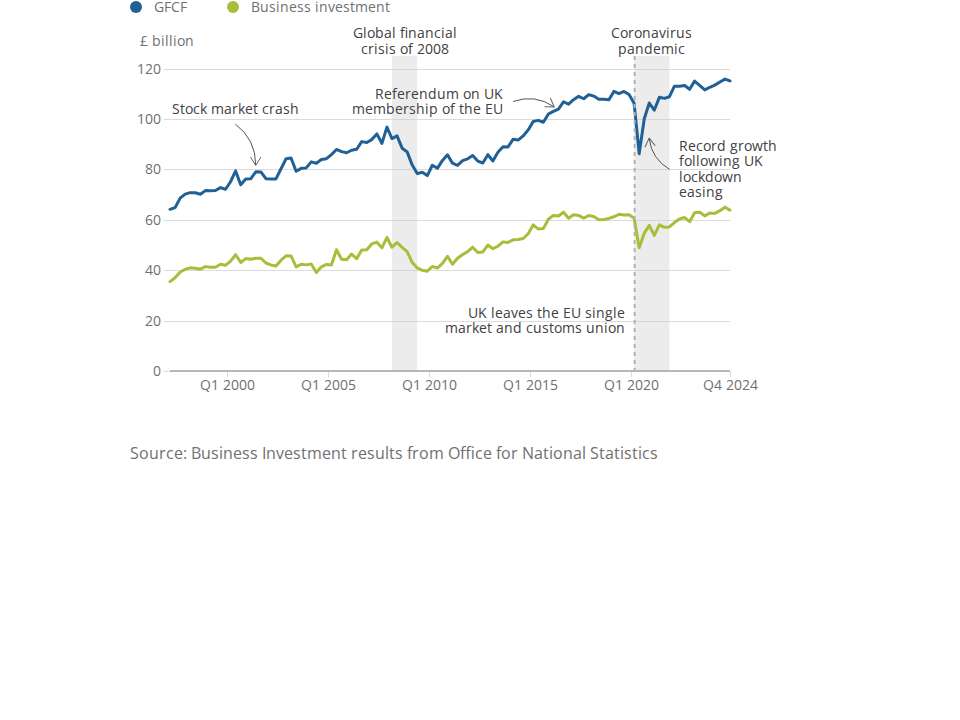 GFCF Business investment
£ billion
Global financial
crisis of 2008
Coronavirus
pandemic
120
Referendum on UK
membership of the EU
Stock market crash
100
Record growth
following UK
lockdown
easing
80
60
40
UK leaves the EU single
market and customs union
20
0
Q1 2000 Q1 2005 Q1 2010 Q1 2015 Q1 2020 Q4 2024
Source: Business Investment results from Office for National Statistics